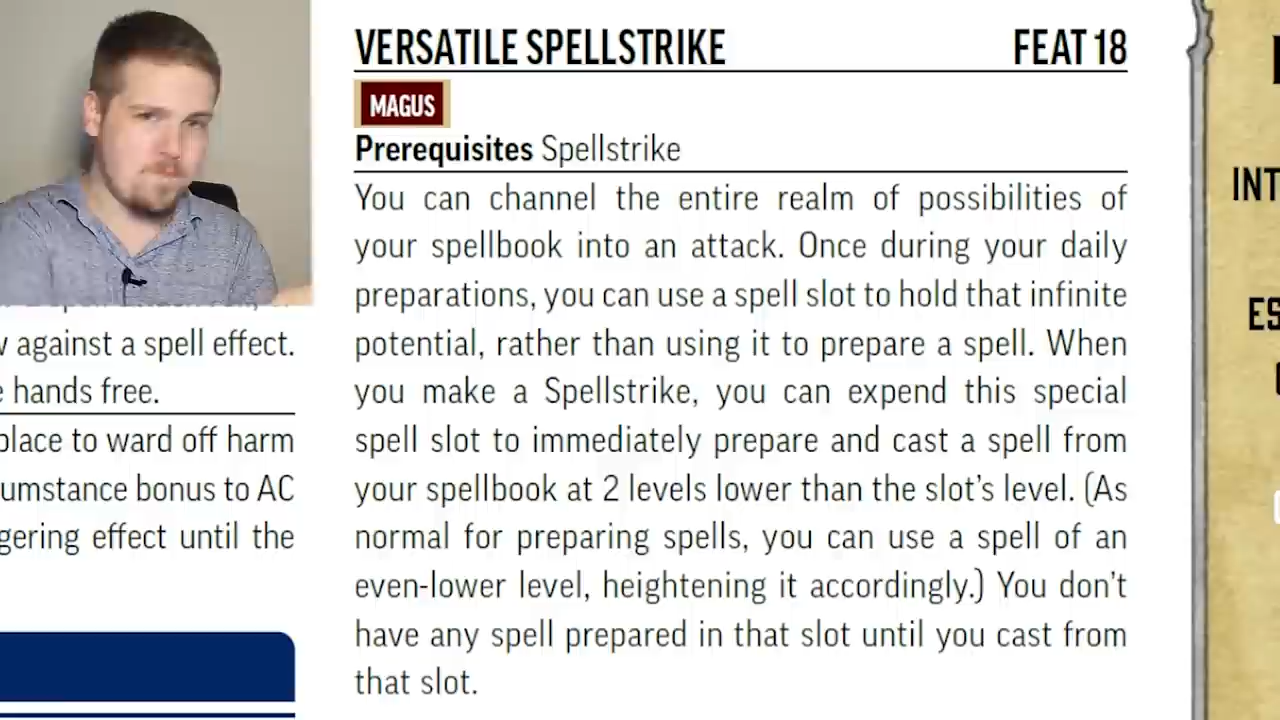 VERSATILE SPELLSTRIKE FEAT 18
MAGUS
Prerequisites Spellstrike
You can channel the entire realm of possibilities of
your spellbook into an attack. Once during your daily
preparations, you can use a spell slot to hold that infinite
potential, rather than using it to prepare a spell. When
you make a Spellstrike, you can expend this special
spell slot to immediately prepare and cast a spell from
your spellbook at 2 levels lower than the slot's level. (As
normal for preparing spells, you can use a spell of an
even-lower level, heightening it accordingly.) You don't
have any spell prepared in that slot until you cast from
that slot.
against a spell effect.
hands free.
place to ward off harm
umstance bonus to AC
gering effect until the
INT
ES